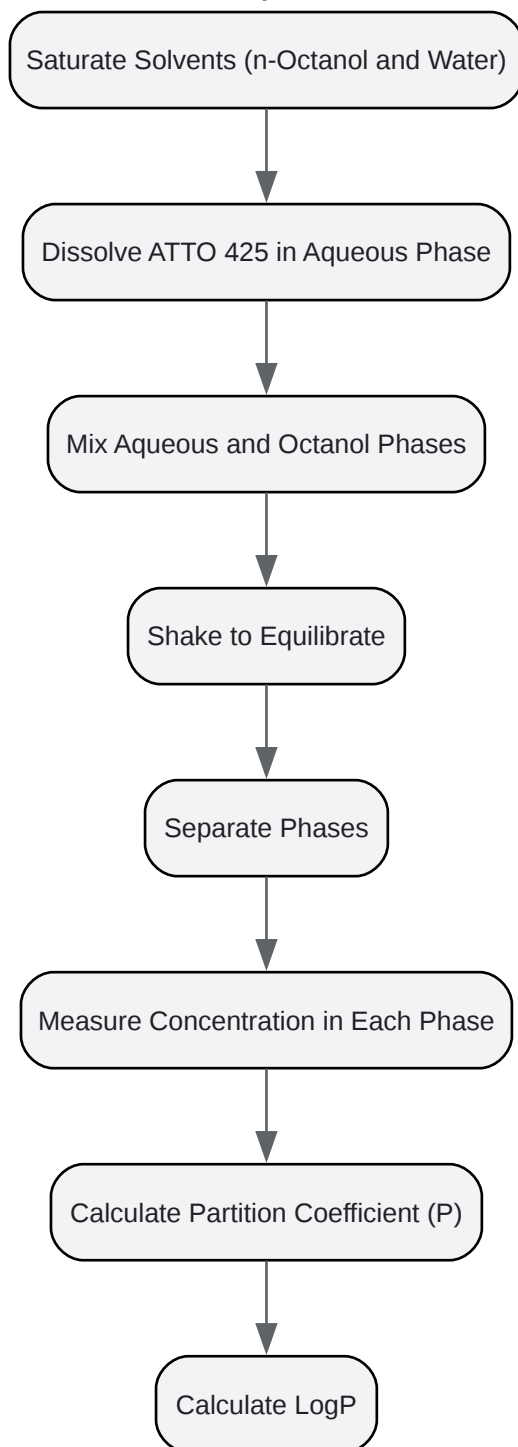 Saturate Solvents (n-Octanol and Water)
Dissolve ATTO 425 in Aqueous Phase
Mix Aqueous and Octanol Phases
Shake to Equilibrate
Separate Phases
Measure Concentration in Each Phase
Calculate Partition Coefficient (P)
Calculate LogP